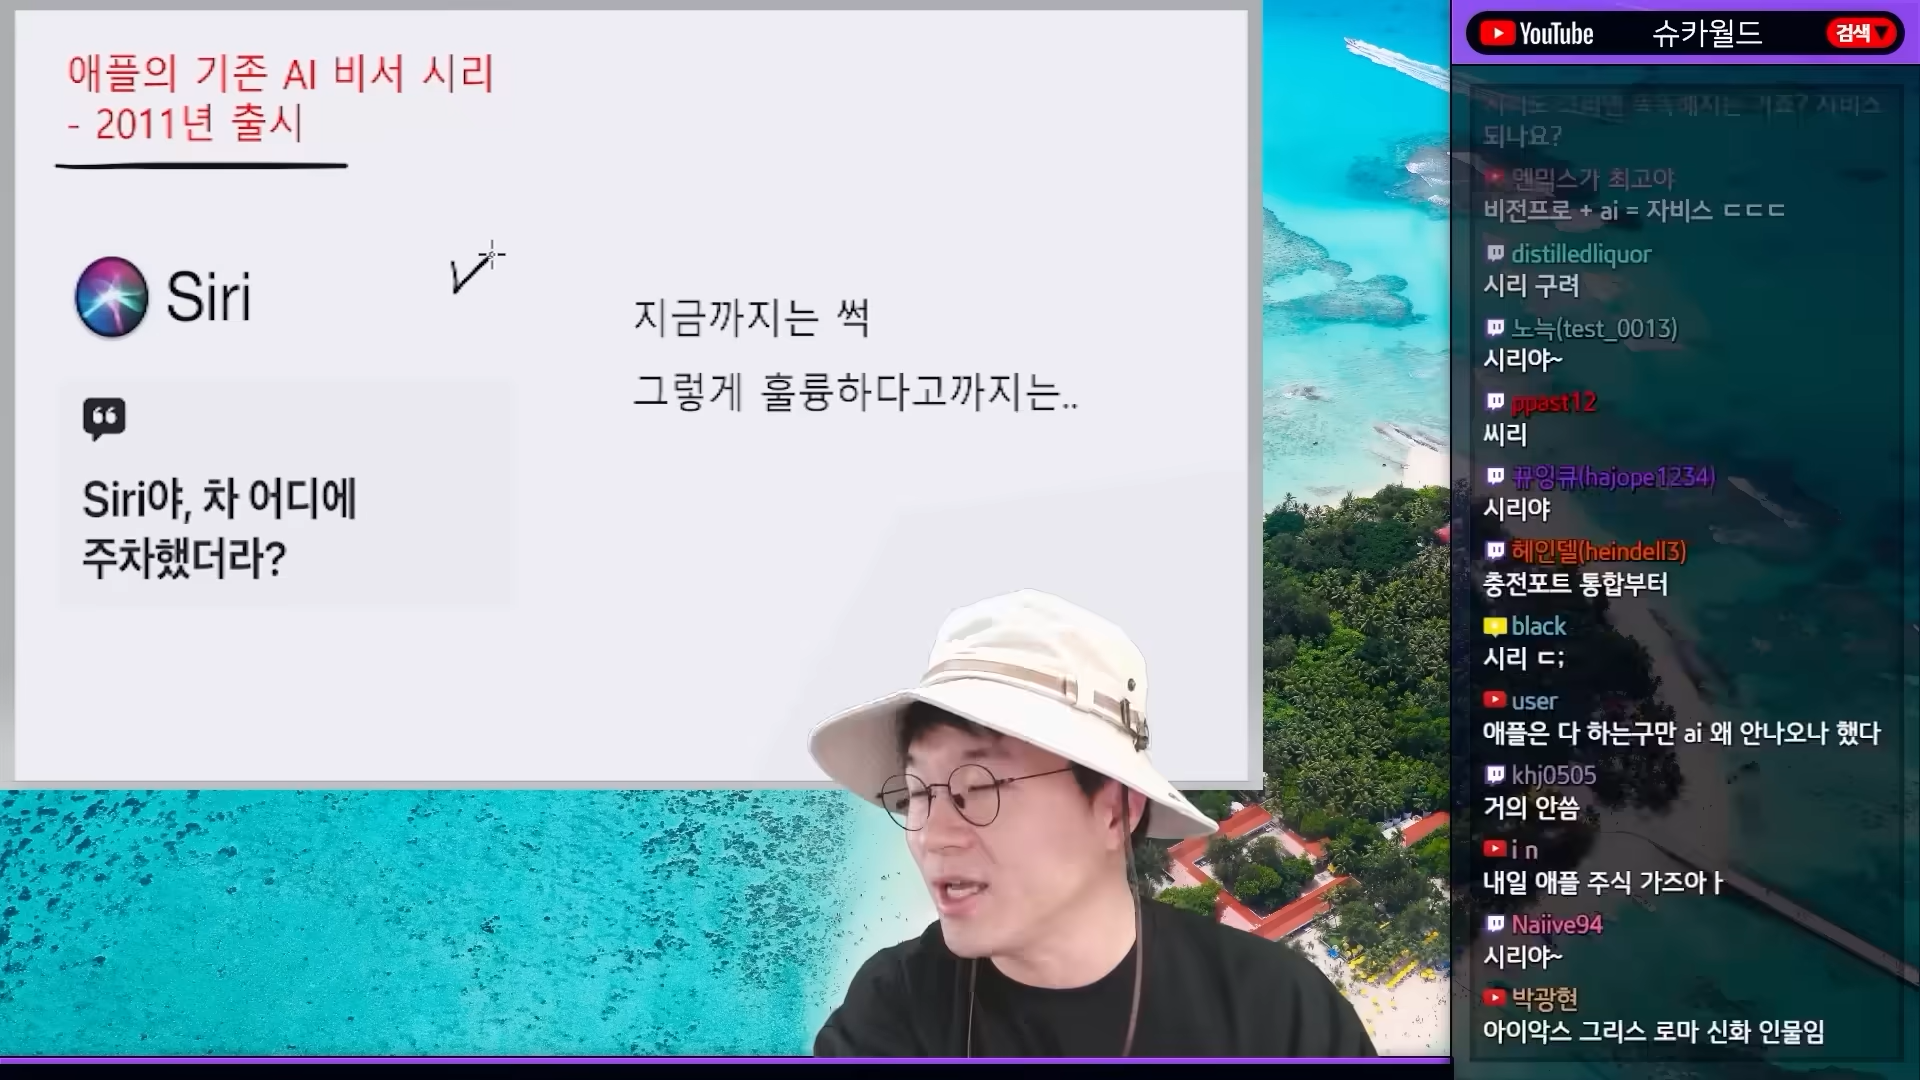 애플의 기존 AI 비서 시리
- 2011년 출시
Siri
Siri야, 차 어디에
주차했더라?
지금까지는 썩
그렇게 훌륭하다고까지는..
YouTube 슈카월드 검색▼
되나요?
엔믹스가 최고야
비전프로 + ai = 자비스 ㄷㄷㄷ
distilledliquor
시리 구려
노늑(test_0013)
시리야~
ppast12
씨리
뀨잉큐(hajope1234)
시리야
헤인델(heindell3)
충전포트 통합부터
black
시리 ㄷ;
user
애플은 다 하는구만 ai 왜 안나오나 했다
khj0505
거의 안씀
i n
내일 애플 주식 가즈아ㅏ
Naiive94
시리야~
박광현
아이악스 그리스 로마 신화 인물임